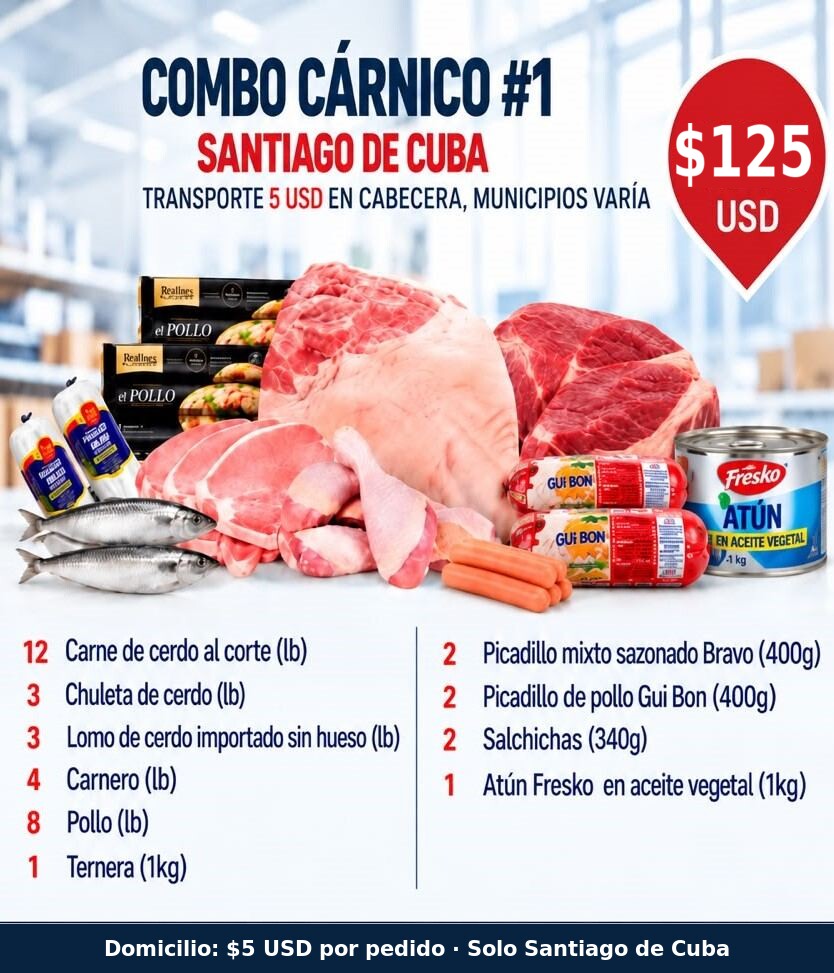 COMBO CÁRNICO #1
SANTIAGO DE CUBA
TRANSPORTE 5 USD EN CABECERA, MUNICIPIOS VARÍA
$125
USD
Realines
el POLLO
Realines
el POLLO
GUi BON
GUi BON
Fresko
ATÚN
EN ACEITE VEGETAL
1 kg
12 Carne de cerdo al corte (lb)
3 Chuleta de cerdo (lb)
3 Lomo de cerdo importado sin hueso (lb)
4 Carnero (lb)
8 Pollo (lb)
1 Ternera (1kg)
2 Picadillo mixto sazonado Bravo (400g)
2 Picadillo de pollo Gui Bon (400g)
2 Salchichas (340g)
1 Atún Fresko en aceite vegetal (1kg)
Domicilio: $5 USD por pedido · Solo Santiago de Cuba